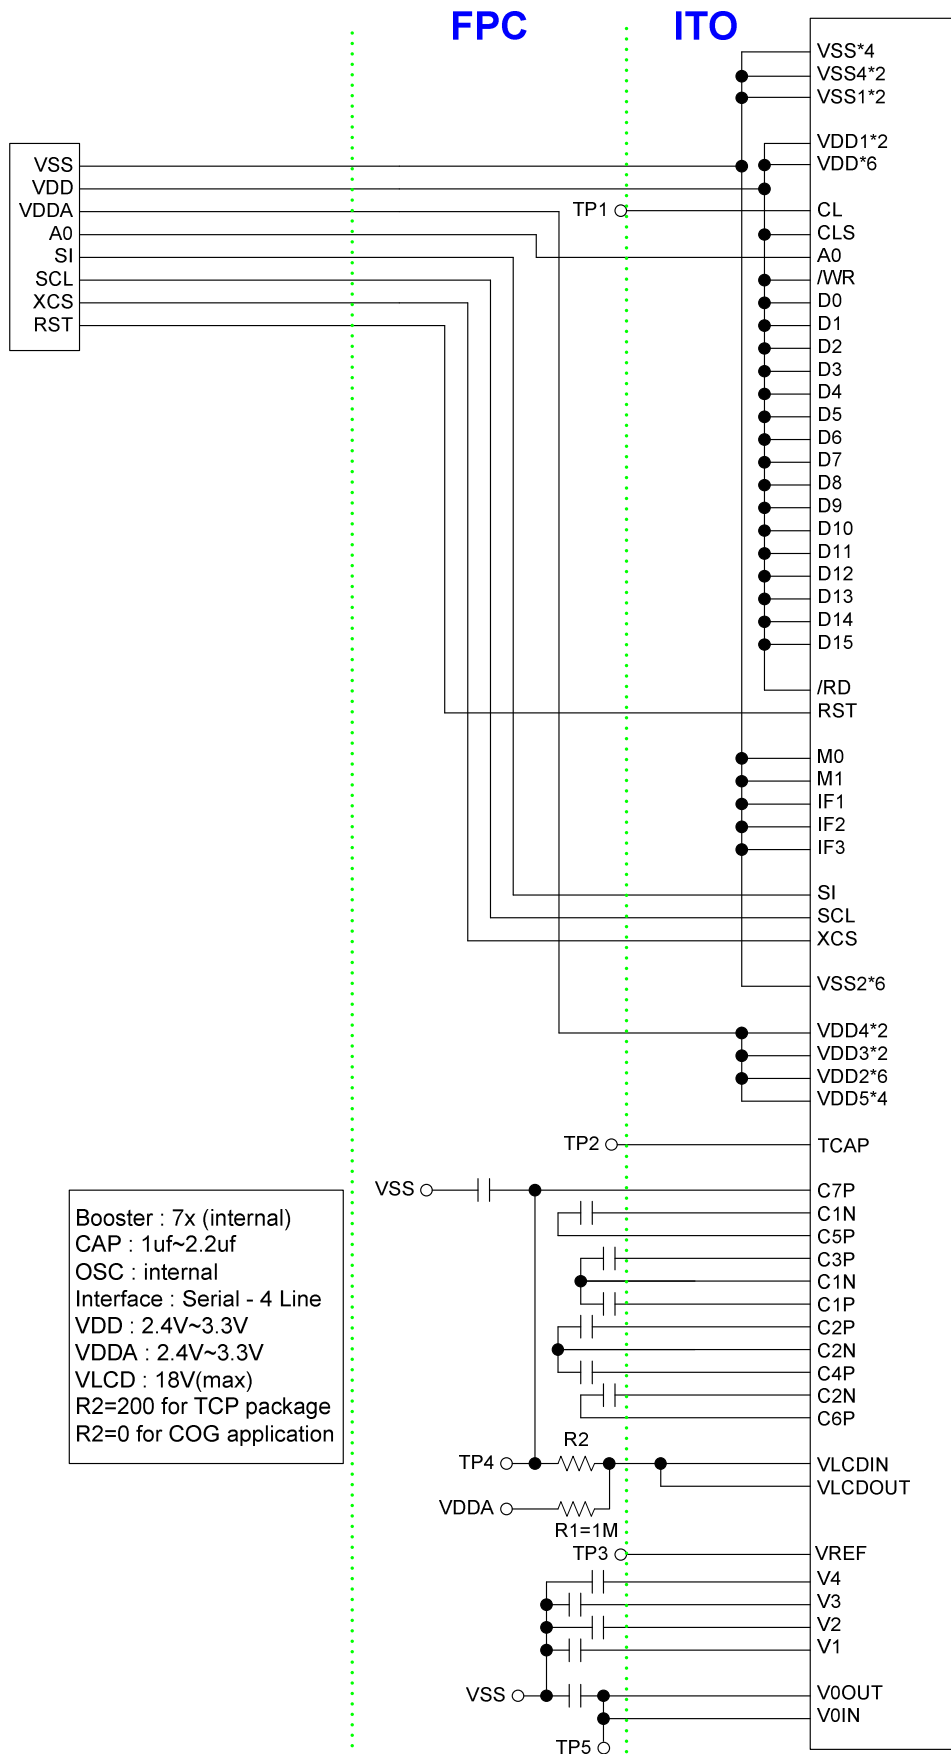 FPC
ITO
VSS
VDD
VDDA
A0
SI
SCL
XCS
RST
TP1
VSS*4
VSS4*2
VSS1*2
VDD1*2
VDD*6
CL
CLS
A0
/WR
D0
D1
D2
D3
D4
D5
D6
D7
D8
D9
D10
D11
D12
D13
D14
D15
/RD
RST
M0
M1
IF1
IF2
IF3
SI
SCL
XCS
VSS2*6
VDD4*2
VDD3*2
VDD2*6
VDD5*4
TP2
TCAP
VSS
C7P
C1N
C5P
C3P
C1N
C1P
C2P
C2N
C4P
C2N
C6P
Booster : 7x (internal)
CAP : 1uf~2.2uf
OSC : internal
Interface : Serial - 4 Line
VDD : 2.4V~3.3V
VDDA : 2.4V~3.3V
VLCD : 18V(max)
R2=200 for TCP package
R2=0 for COG application
R2
TP4
VLCDIN
VLCDOUT
VDDA
R1=1M
TP3
VREF
V4
V3
V2
V1
VSS
V0OUT
V0IN
TP5